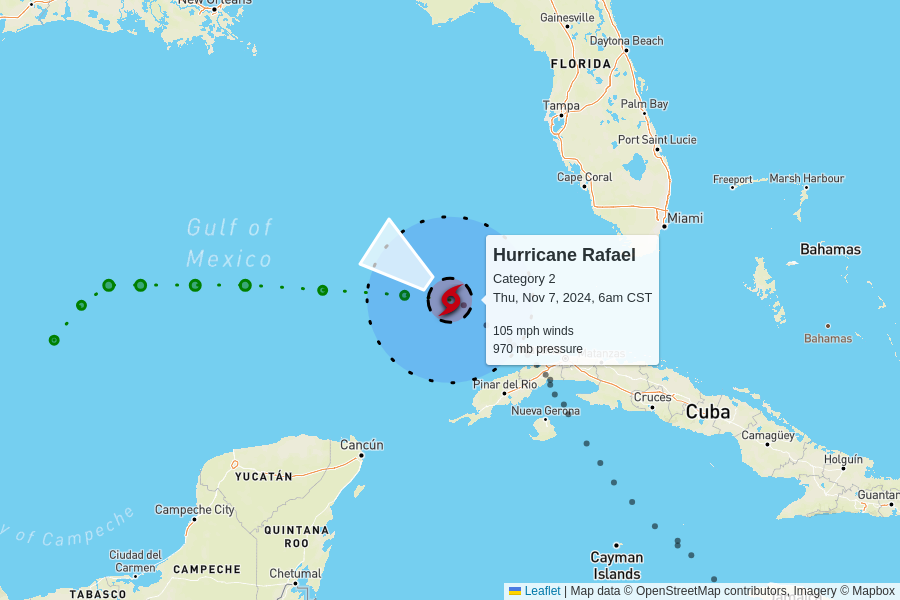 New Orleans
Gainesville
Daytona Beach
FLORIDA
Tampa
Palm Bay
Port Saint Lucie
Cape Coral
Freeport
Marsh Harbour
Miami
Gulf of
Mexico
Bahamas
Hurricane Rafael
Category 2
Thu, Nov 7, 2024, 6am CST
105 mph winds
970 mb pressure
Bahamas
Matanzas
Pinar del Río
Nueva Gerona
Cruces
Cuba
Camagüey
Holguín
Cancún
YUCATÁN
Guantan
Campeche City
y of Campeche
QUINTANA
ROO
Ciudad del
Carmen
CAMPECHE
Chetumal
Cayman
Islands
TABASCO
Leaflet | Map data © OpenStreetMap contributors, Imagery © Mapbox